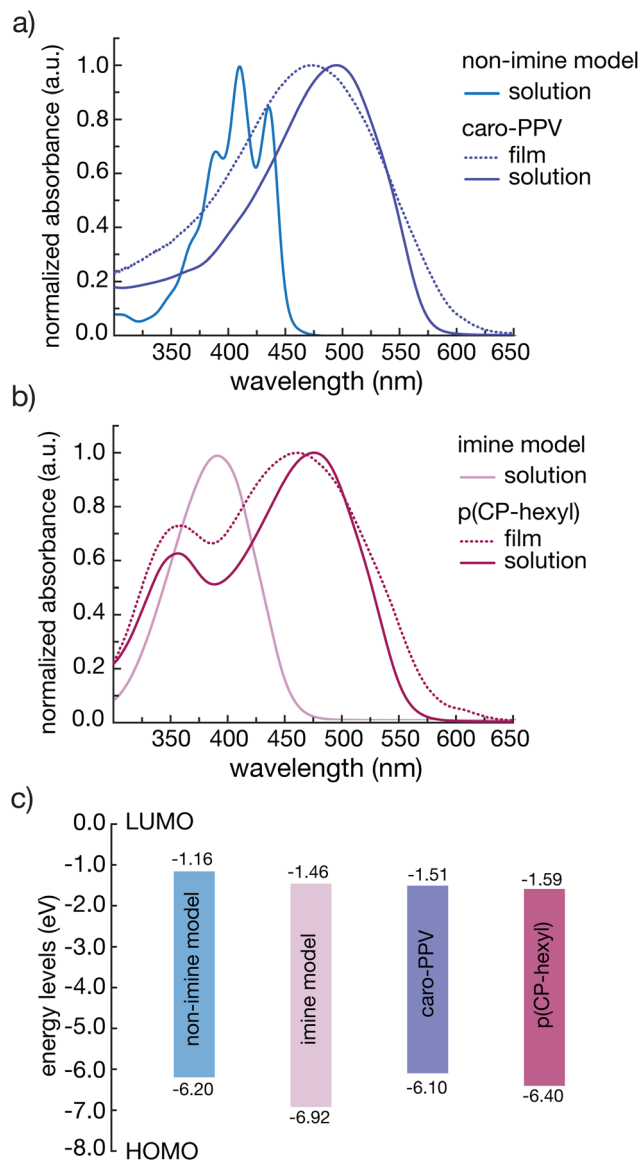 a)
normalized absorbance (a.u.)
1.0
0.8
0.6
0.4
0.2
0.0
350 400 450 500 550 600 650
wavelength (nm)
non-imine model
solution
caro-PPV
film
solution
b)
normalized absorbance (a.u.)
1.0
0.8
0.6
0.4
0.2
0.0
350 400 450 500 550 600 650
wavelength (nm)
imine model
solution
p(CP-hexyl)
film
solution
c)
energy levels (eV)
0.0
-1.0
-2.0
-3.0
-4.0
-5.0
-6.0
-7.0
-8.0
LUMO
-1.16
non-imine model
-6.20
-1.46
imine model
-6.92
-1.51
caro-PPV
-6.10
-1.59
p(CP-hexyl)
-6.40
HOMO